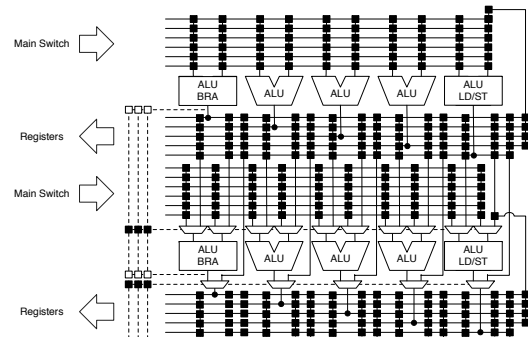 Main Switch
ALU BRA
ALU
ALU
ALU
ALU LD/ST
Registers
Main Switch
ALU BRA
ALU
ALU
ALU
ALU LD/ST
Registers